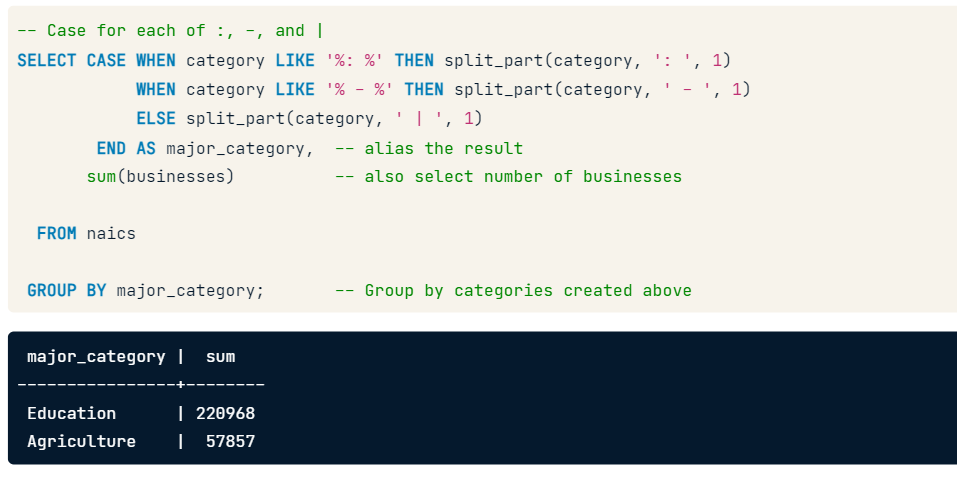 -- Case for each of :, -, and |
SELECT CASE WHEN category LIKE '%: %' THEN split_part(category, ': ', 1)
            WHEN category LIKE '% - %' THEN split_part(category, ' - ', 1)
            ELSE split_part(category, ' | ', 1)
        END AS major_category,  -- alias the result
       sum(businesses)          -- also select number of businesses
  FROM naics
 GROUP BY major_category;       -- Group by categories created above
 major_category |  sum
----------------+--------
 Education      | 220968
 Agriculture    |  57857